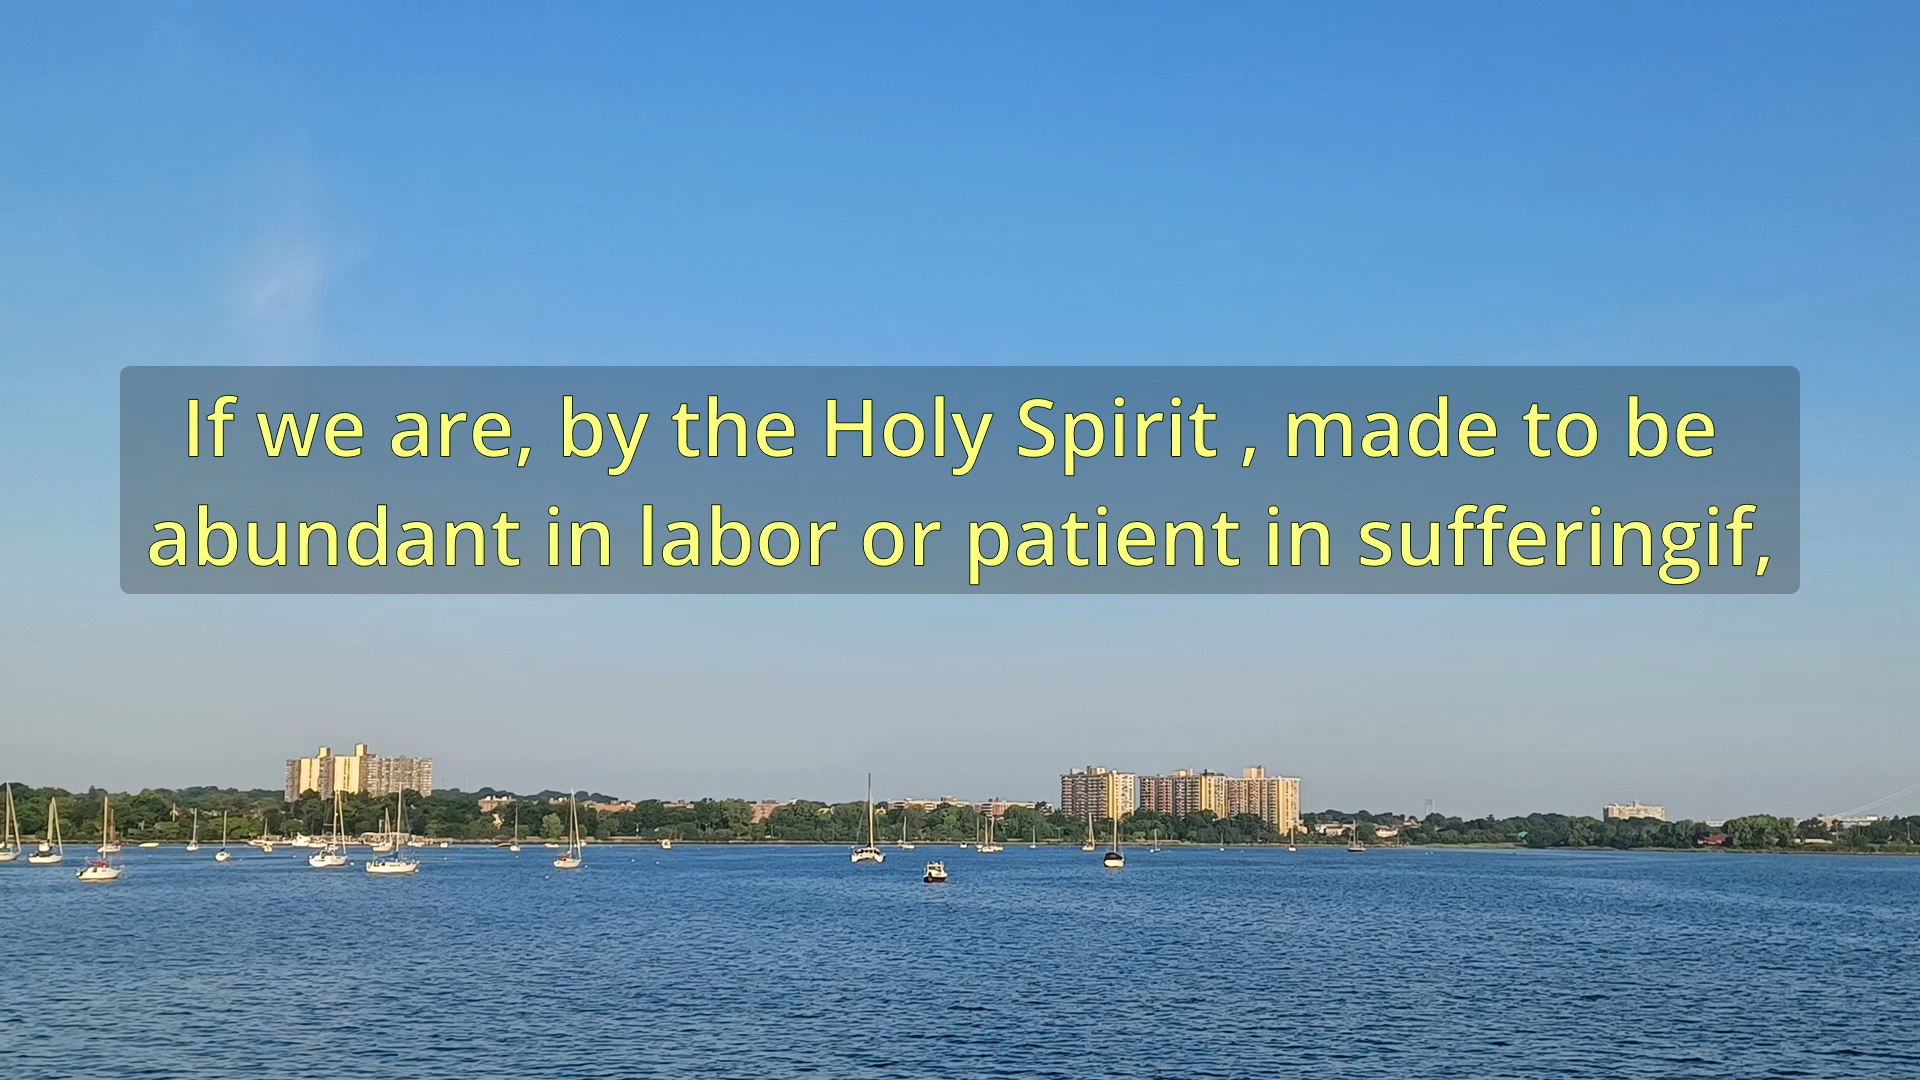 If we are, by the Holy Spirit , made to be
abundant in labor or patient in sufferingif,